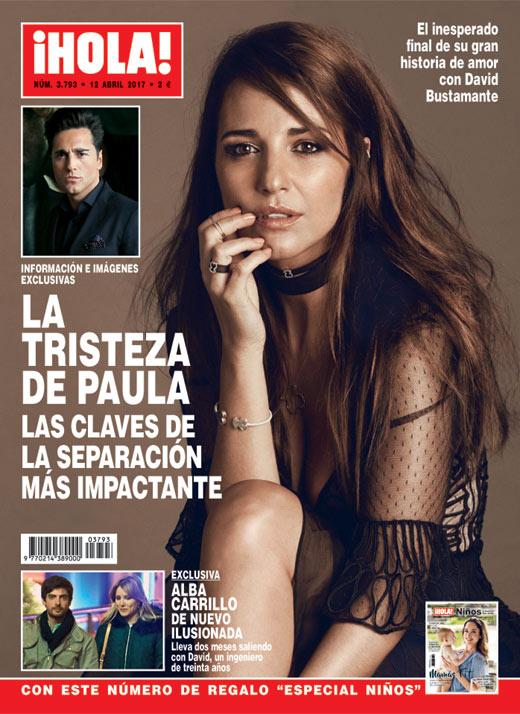 ¡HOLA!
NÚM. 3.793 • 12 ABRIL 2017 • 2 €
El inesperado
final de su gran
historia de amor
con David
Bustamante
INFORMACIÓN E IMÁGENES
EXCLUSIVAS
LA
TRISTEZA
DE PAULA
LAS CLAVES DE
LA SEPARACIÓN
MÁS IMPACTANTE
03793
9 770214 389000
EXCLUSIVA
ALBA
CARRILLO
DE NUEVO
ILUSIONADA
Lleva dos meses saliendo
con David, un ingeniero
de treinta años
¡HOLA!
Niños
Mamás
CON ESTE NÚMERO DE REGALO “ESPECIAL NIÑOS”